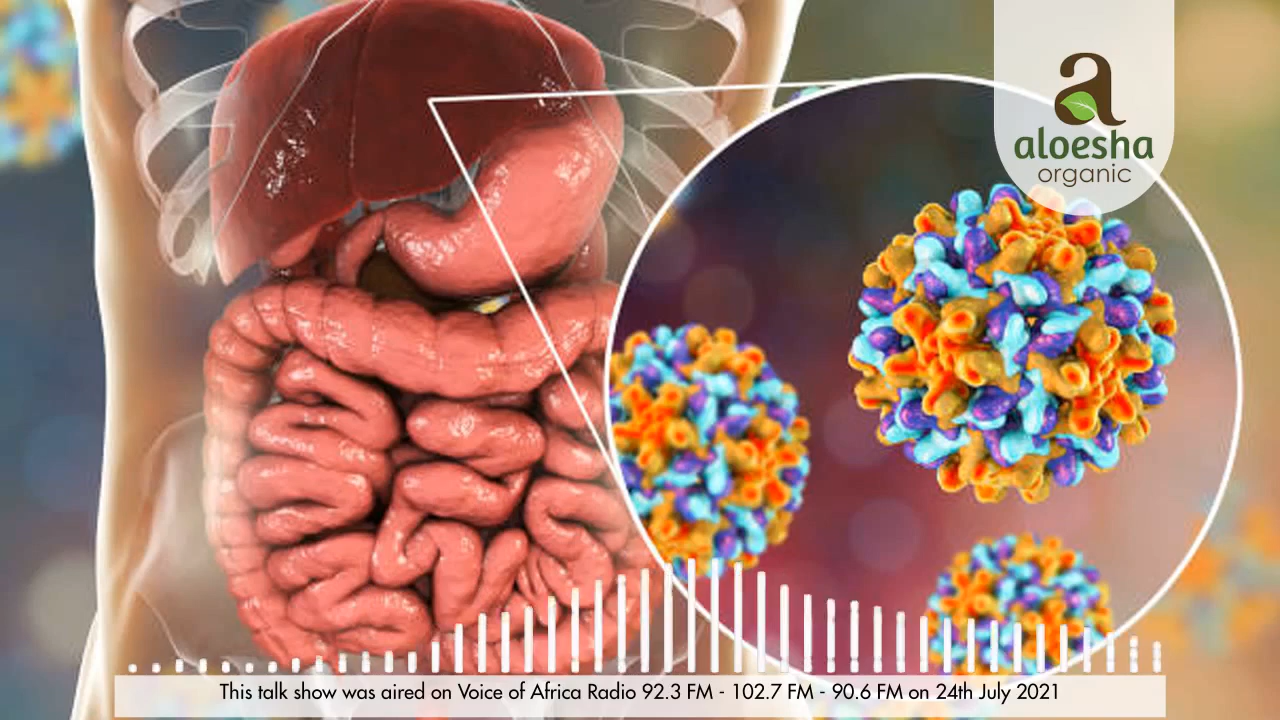 a
aloesha
organic
This talk show was aired on Voice of Africa Radio 92.3 FM - 102.7 FM - 90.6 FM on 24th July 2021